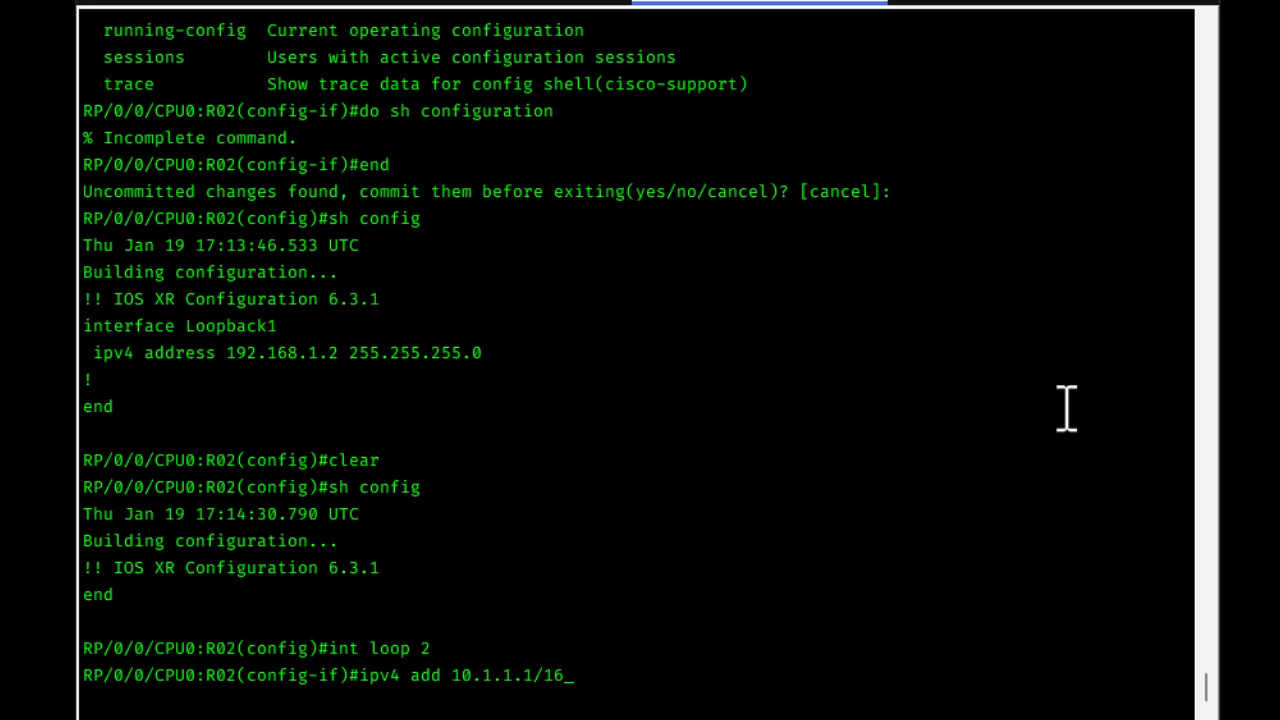 running-config  Current operating configuration
sessions        Users with active configuration sessions
trace           Show trace data for config shell(cisco-support)
RP/0/0/CPU0:R02(config-if)#do sh configuration
% Incomplete command.
RP/0/0/CPU0:R02(config-if)#end
Uncommitted changes found, commit them before exiting(yes/no/cancel)? [cancel]:
RP/0/0/CPU0:R02(config)#sh config
Thu Jan 19 17:13:46.533 UTC
Building configuration...
!! IOS XR Configuration 6.3.1
interface Loopback1
 ipv4 address 192.168.1.2 255.255.255.0
!
end
RP/0/0/CPU0:R02(config)#clear
RP/0/0/CPU0:R02(config)#sh config
Thu Jan 19 17:14:30.790 UTC
Building configuration...
!! IOS XR Configuration 6.3.1
end
RP/0/0/CPU0:R02(config)#int loop 2
RP/0/0/CPU0:R02(config-if)#ipv4 add 10.1.1.1/16_